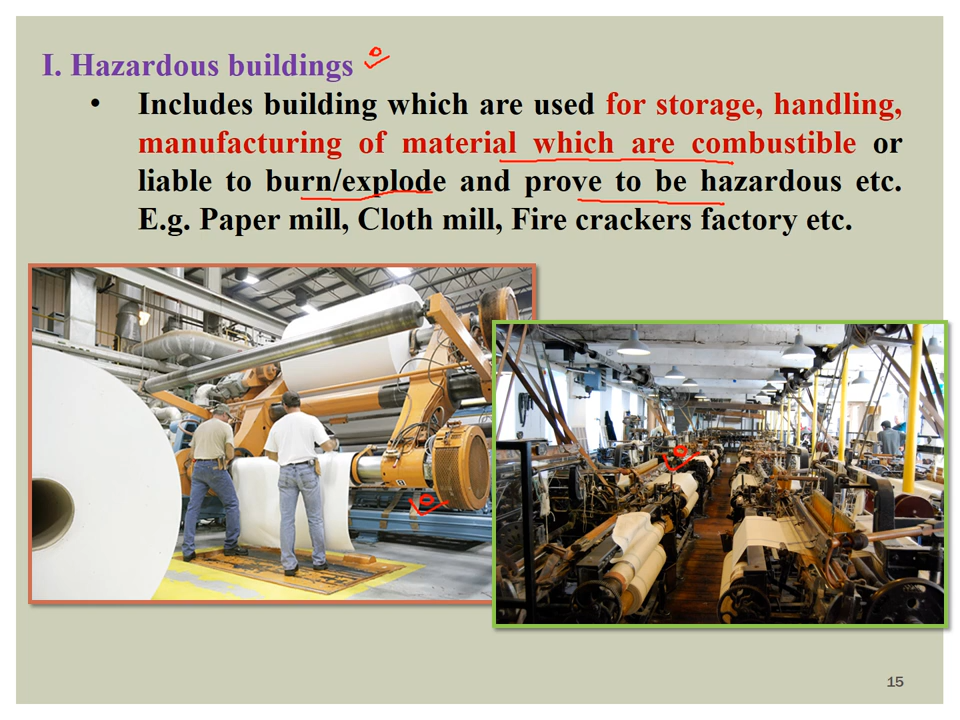 I. Hazardous buildings
• Includes building which are used for storage, handling,
manufacturing of material which are combustible or
liable to burn/explode and prove to be hazardous etc.
E.g. Paper mill, Cloth mill, Fire crackers factory etc.
15